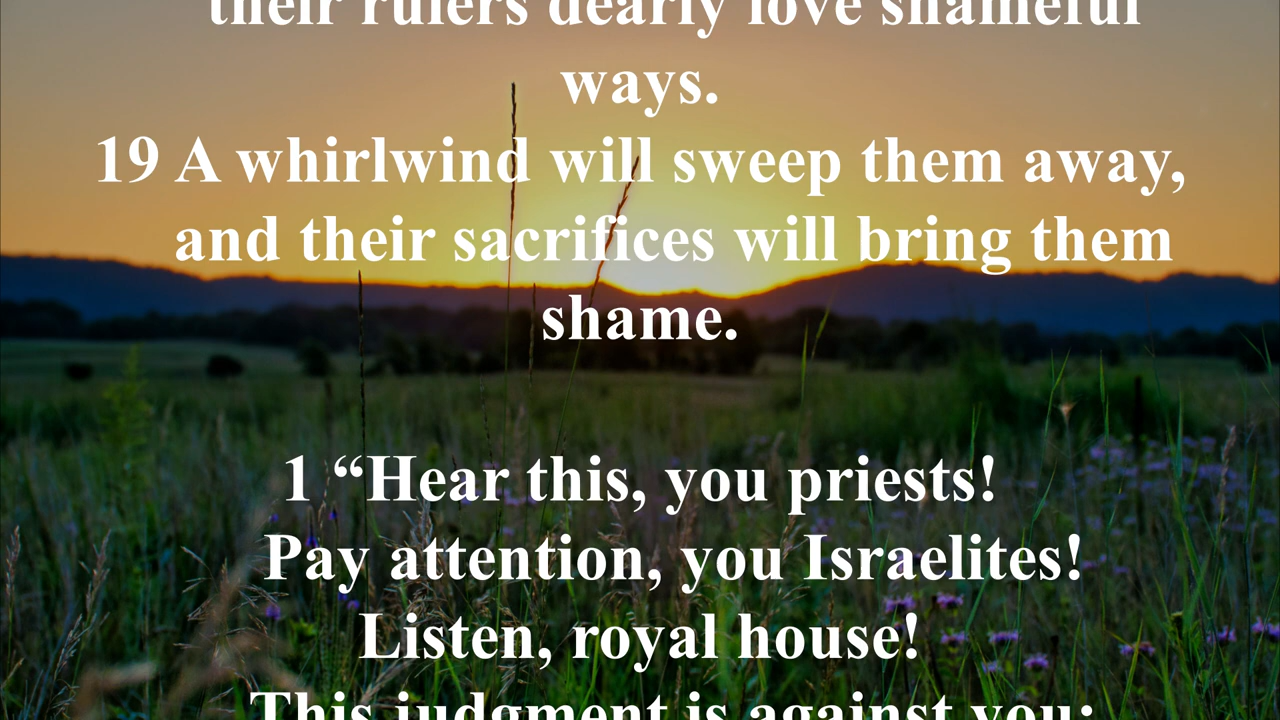 their rulers dearly love shameful
ways.
19 A whirlwind will sweep them away,
and their sacrifices will bring them
shame.
1 “Hear this, you priests!
Pay attention, you Israelites!
Listen, royal house!
This judgment is against you: